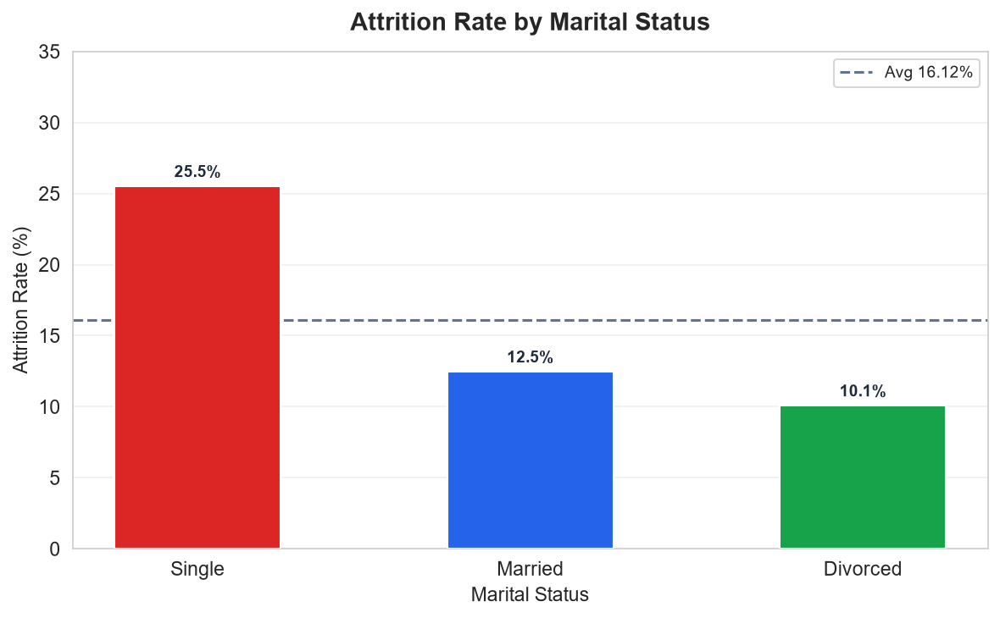 Attrition Rate by Marital Status
Avg 16.12%
Attrition Rate (%)
35
30
25
20
15
10
5
0
25.5%
12.5%
10.1%
Single
Married
Divorced
Marital Status